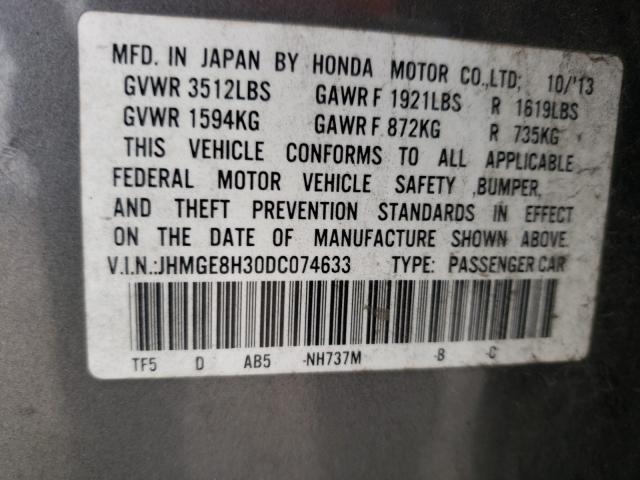 MFD. IN JAPAN BY HONDA MOTOR CO.,LTD; 10/'13
GVWR 3512LBS GAWR F 1921LBS R 1619LBS
GVWR 1594KG GAWR F 872KG R 735KG
THIS VEHICLE CONFORMS TO ALL APPLICABLE
FEDERAL MOTOR VEHICLE SAFETY ,BUMPER,
AND THEFT PREVENTION STANDARDS IN EFFECT
ON THE DATE OF MANUFACTURE SHOWN ABOVE.
V.I.N.:JHMGE8H30DC074633 TYPE: PASSENGER CAR
TF5 D AB5 -NH737M -B -C